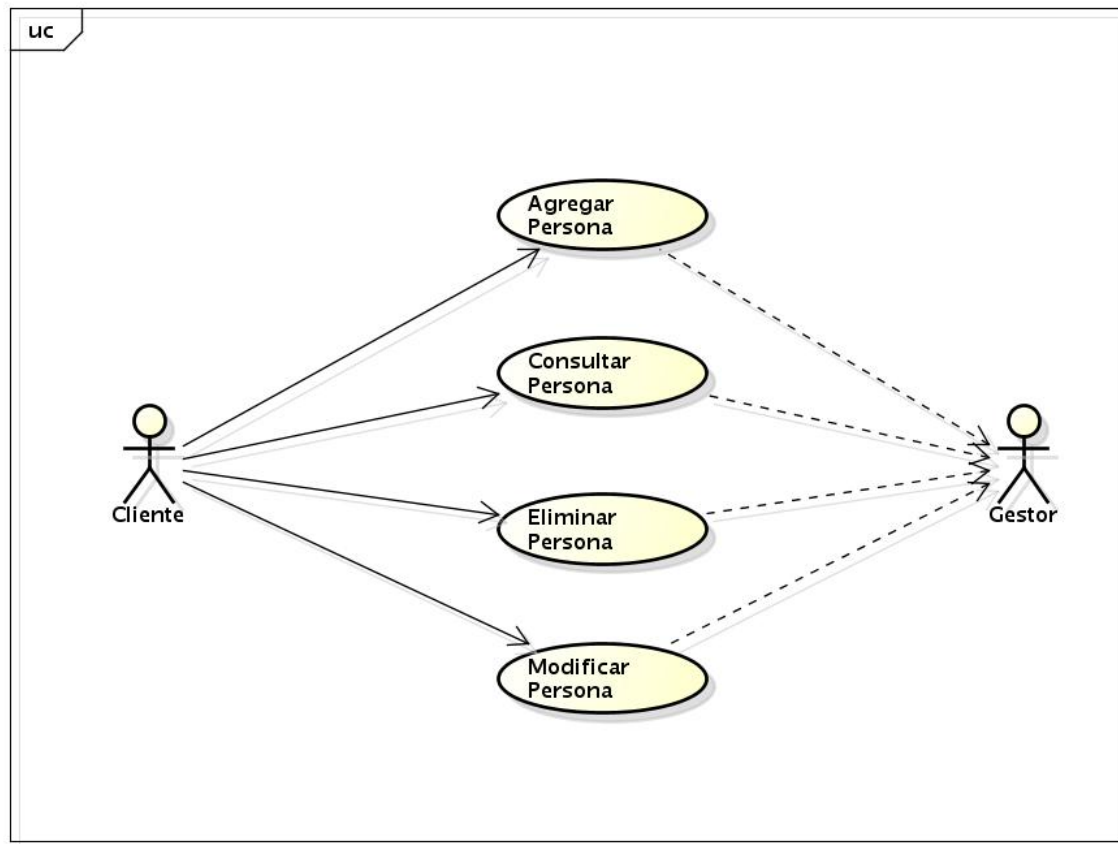 uc
Agregar
Persona
Consultar
Persona
Cliente
Gestor
Eliminar
Persona
Modificar
Persona